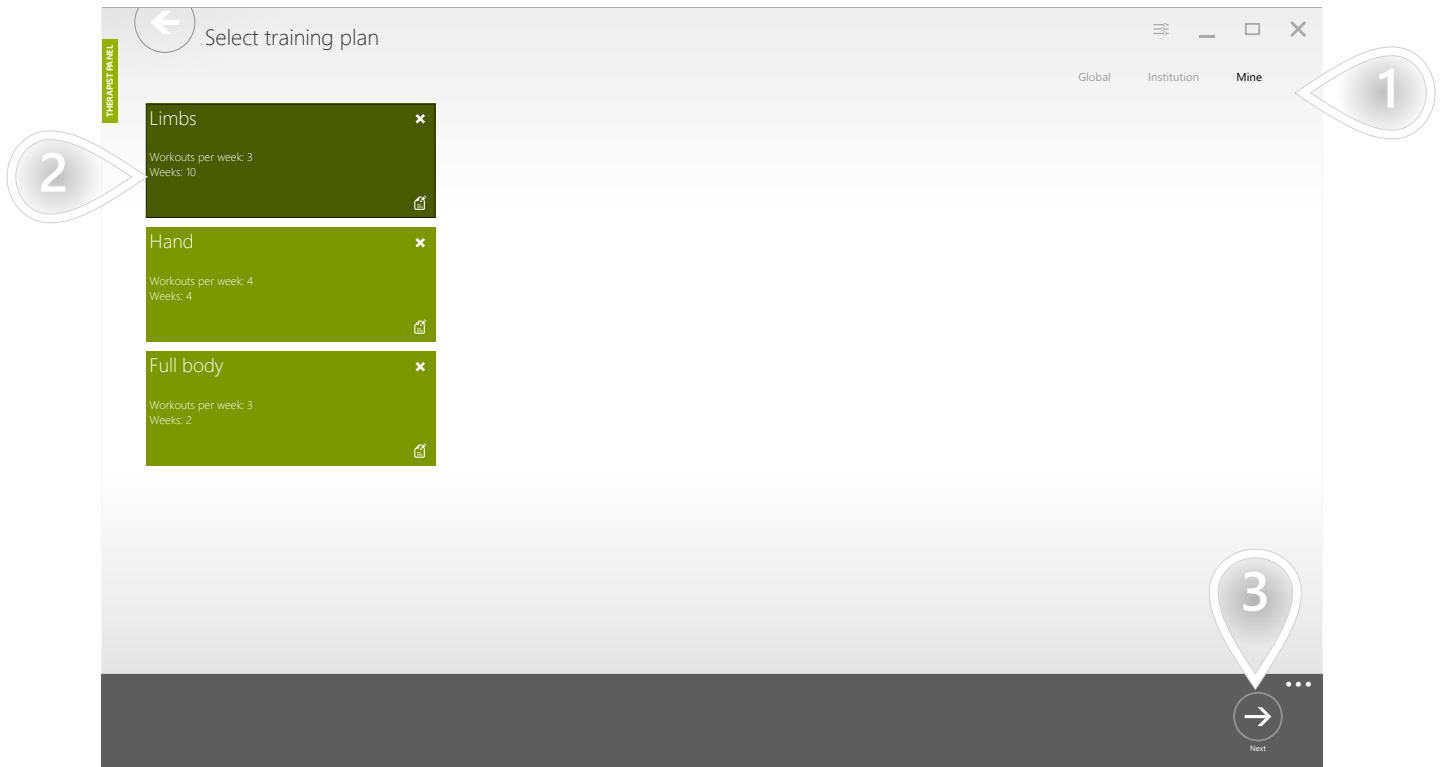 Select training plan
THERAPIST PANEL
Global Institution Mine
1
Limbs
Workouts per week: 3
Weeks: 10
2
Hand
Workouts per week: 4
Weeks: 4
Full body
Workouts per week: 3
Weeks: 2
3
Next